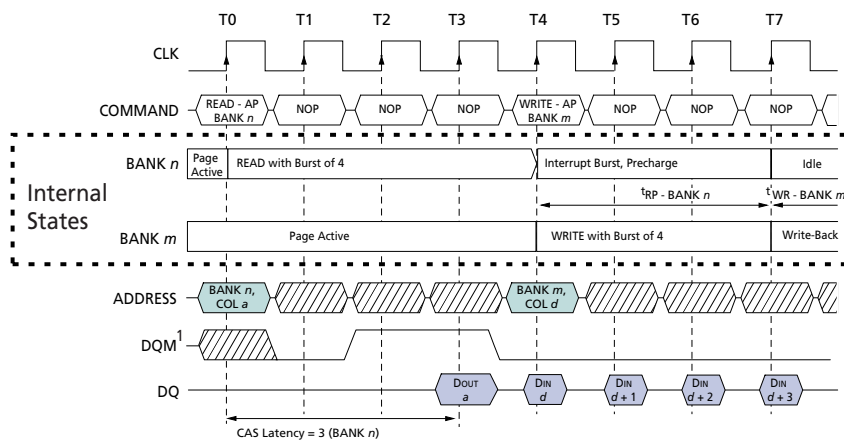 T0 T1 T2 T3 T4 T5 T6 T7
CLK
COMMAND
READ - AP
BANK n
NOP
NOP
NOP
WRITE - AP
BANK m
NOP
NOP
NOP
Internal
States
BANK n
Page
Active
READ with Burst of 4
Interrupt Burst, Precharge
Idle
tRP - BANK n
tWR - BANK m
BANK m
Page Active
WRITE with Burst of 4
Write-Back
ADDRESS
BANK n,
COL a
BANK m,
COL d
DQM1
DQ
DOUT
a
DIN
d
DIN
d + 1
DIN
d + 2
DIN
d + 3
CAS Latency = 3 (BANK n)